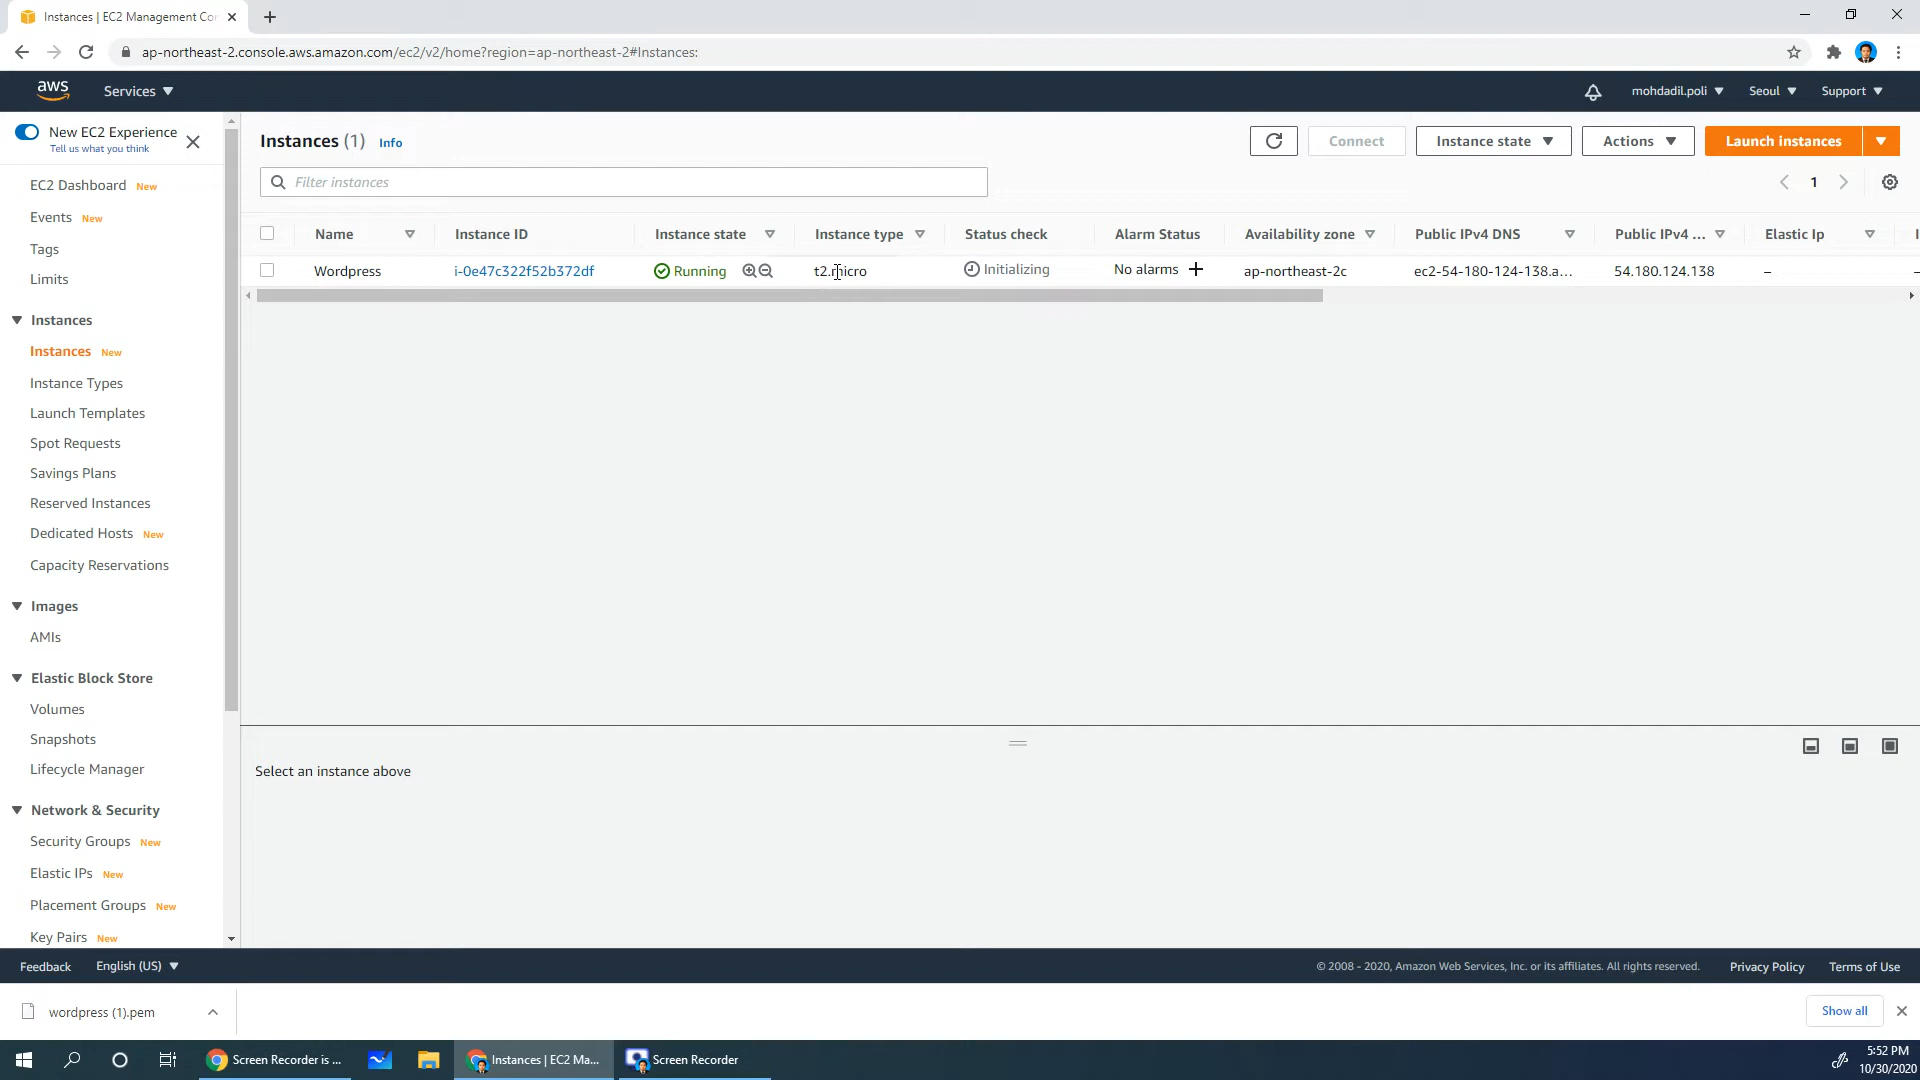 Instances | EC2 Management Con
ap-northeast-2.console.aws.amazon.com/ec2/v2/home?region=ap-northeast-2#Instances:
aws
Services
mohdadil.poli
Seoul
Support
New EC2 Experience
Tell us what you think
EC2 Dashboard New
Events New
Tags
Limits
Instances
Instances New
Instance Types
Launch Templates
Spot Requests
Savings Plans
Reserved Instances
Dedicated Hosts New
Capacity Reservations
Images
AMIs
Elastic Block Store
Volumes
Snapshots
Lifecycle Manager
Network & Security
Security Groups New
Elastic IPs New
Placement Groups New
Key Pairs New
Instances (1) Info
Connect
Instance state
Actions
Launch instances
Filter instances
1
Name Instance ID Instance state Instance type Status check Alarm Status Availability zone Public IPv4 DNS Public IPv4 ... Elastic Ip
Wordpress i-0e47c322f52b372df Running t2.micro Initializing No alarms + ap-northeast-2c ec2-54-180-124-138.a... 54.180.124.138 –
Select an instance above
Feedback
English (US)
© 2008 - 2020, Amazon Web Services, Inc. or its affiliates. All rights reserved.
Privacy Policy
Terms of Use
wordpress (1).pem
Show all
Screen Recorder is ...
Instances | EC2 Ma...
Screen Recorder
5:52 PM
10/30/2020